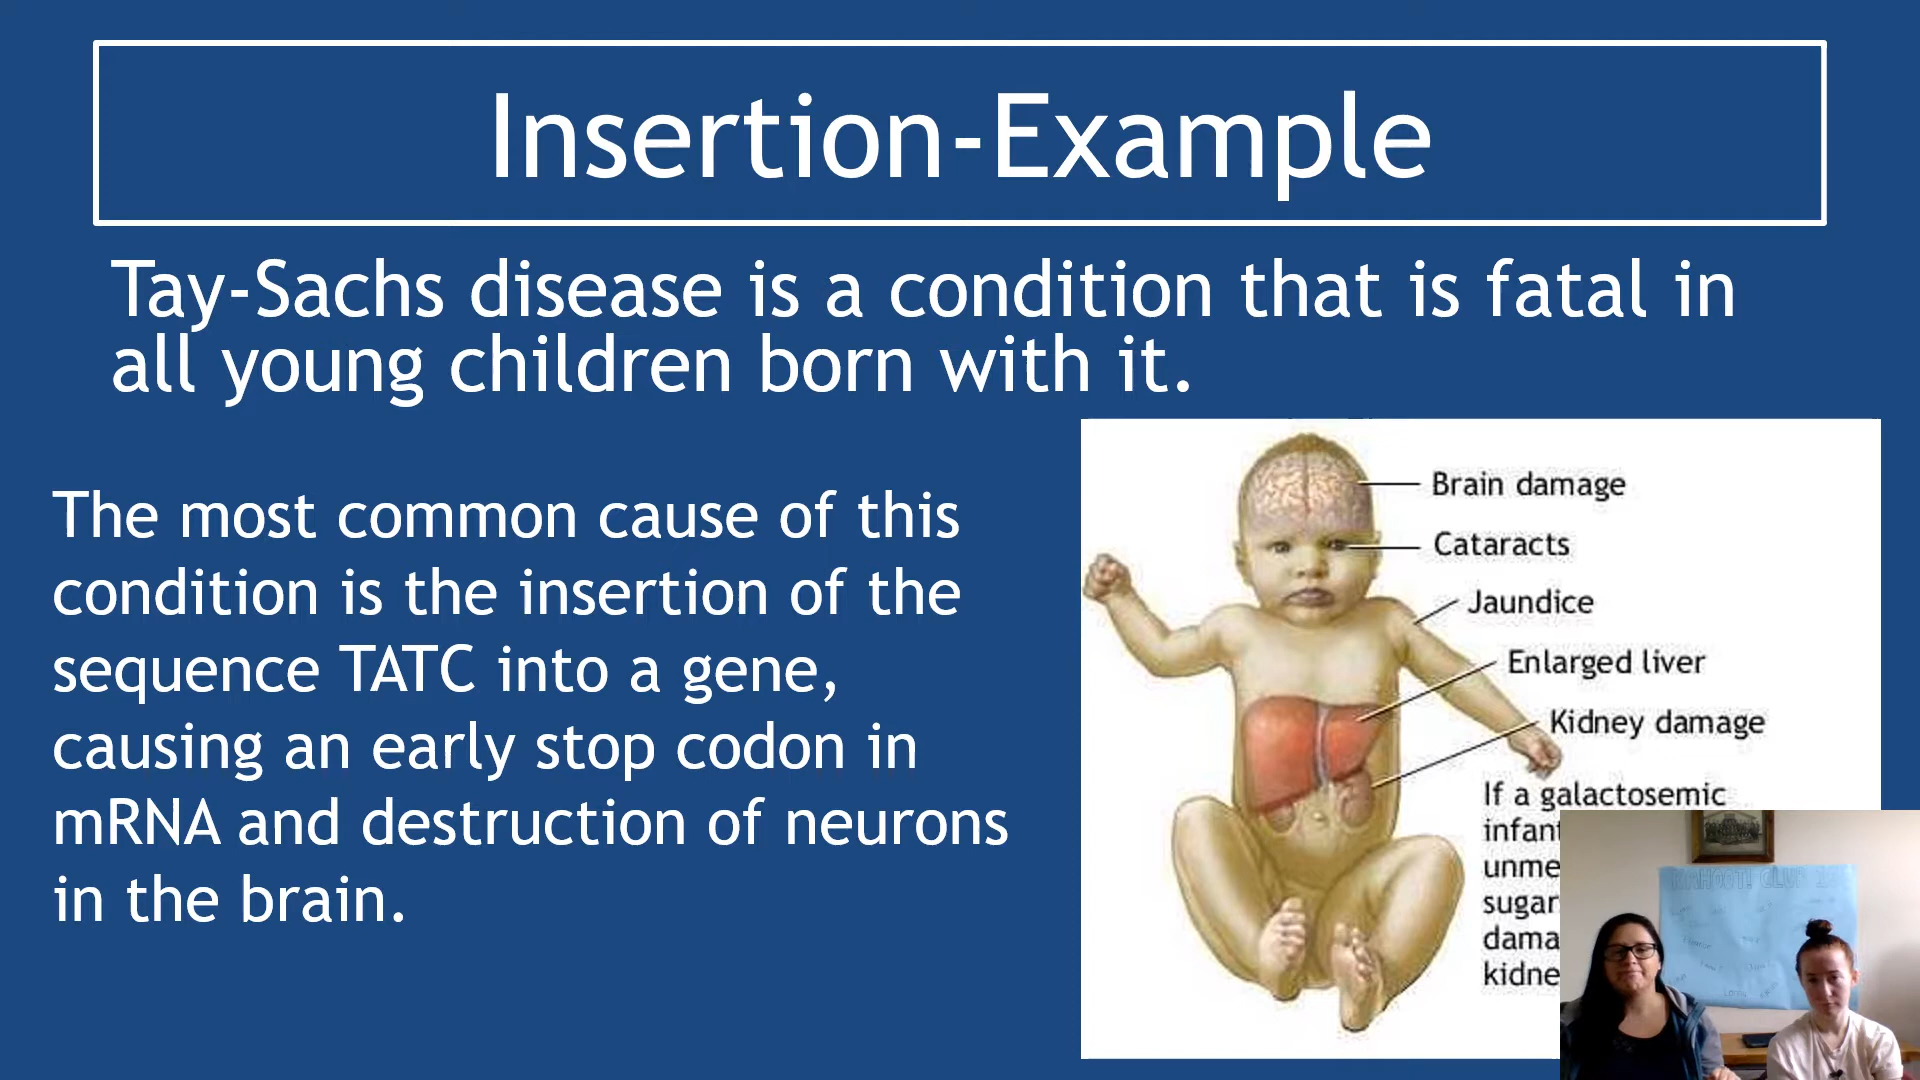 Insertion-Example
Tay-Sachs disease is a condition that is fatal in
all young children born with it.
The most common cause of this
condition is the insertion of the
sequence TATC into a gene,
causing an early stop codon in
mRNA and destruction of neurons
in the brain.
Brain damage
Cataracts
Jaundice
Enlarged liver
Kidney damage
If a galactosemic
infant
unme
sugar
dama
kidne
KAHOOT! CLUB